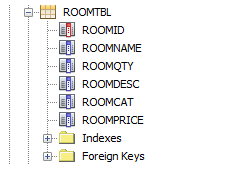 ROOMTBL
ROOMID
ROOMNAME
ROOMQTY
ROOMDESC
ROOMCAT
ROOMPRICE
Indexes
Foreign Keys